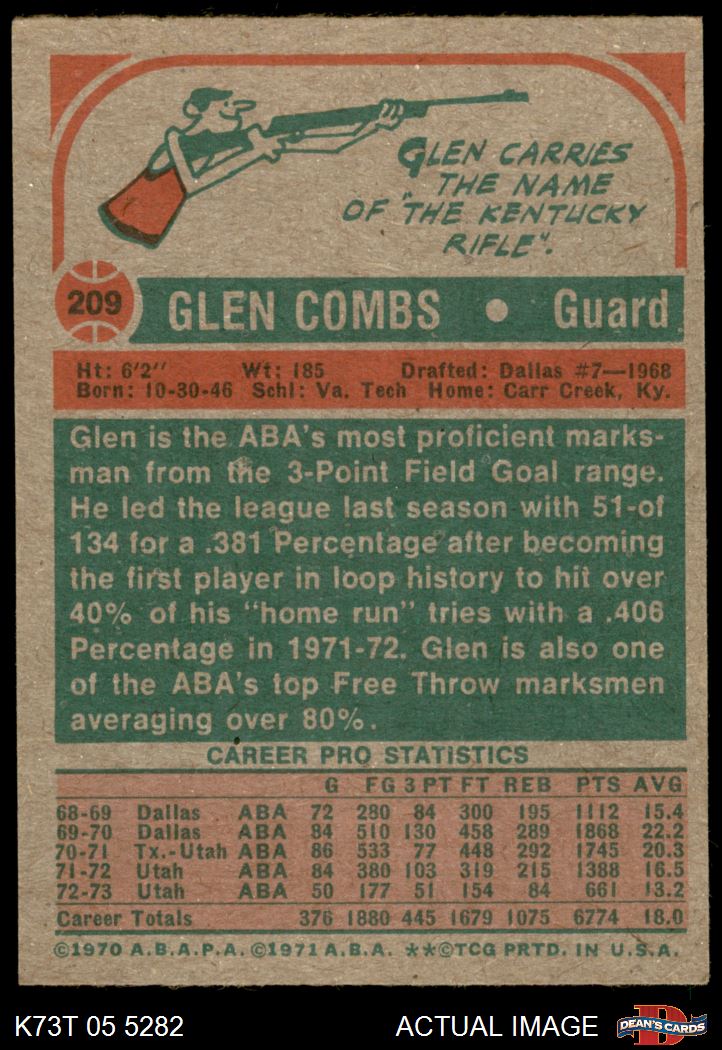 GLEN CARRIES
THE NAME
OF "THE KENTUCKY
RIFLE".
209 GLEN COMBS • Guard
Ht: 6'2" Wt: 185 Drafted: Dallas #7—1968
Born: 10-30-46 Schl: Va. Tech Home: Carr Creek, Ky.
Glen is the ABA's most proficient marks-
man from the 3-Point Field Goal range.
He led the league last season with 51-of
134 for a .381 Percentage after becoming
the first player in loop history to hit over
40% of his "home run" tries with a .406
Percentage in 1971-72. Glen is also one
of the ABA's top Free Throw marksmen
averaging over 80%.
CAREER PRO STATISTICS
G FG 3 PT FT REB PTS AVG
68-69 Dallas ABA 72 280 84 300 195 1112 15.4
69-70 Dallas ABA 84 510 130 458 289 1868 22.2
70-71 Tx.-Utah ABA 86 533 77 448 292 1745 20.3
71-72 Utah ABA 84 380 103 319 215 1388 16.5
72-73 Utah ABA 50 177 51 154 84 661 13.2
Career Totals 376 1880 445 1679 1075 6774 18.0
©1970 A.B.A.P.A. ©1971 A.B.A. **©TCG PRTD. IN U.S.A.
K73T 05 5282 ACTUAL IMAGE DEAN'S CARDS